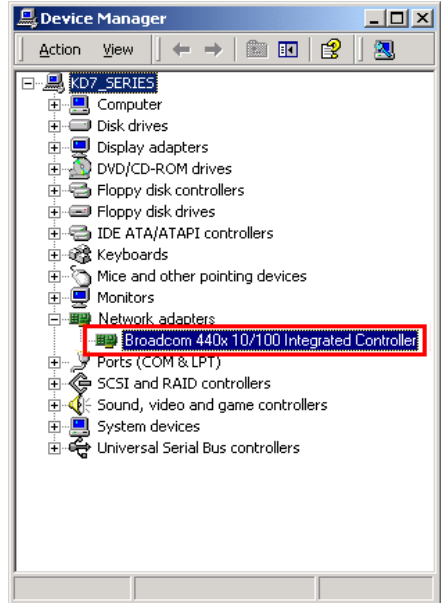 Device Manager
Action View
KD7_SERIES
Computer
Disk drives
Display adapters
DVD/CD-ROM drives
Floppy disk controllers
Floppy disk drives
IDE ATA/ATAPI controllers
Keyboards
Mice and other pointing devices
Monitors
Network adapters
Broadcom 440x 10/100 Integrated Controller
Ports (COM & LPT)
SCSI and RAID controllers
Sound, video and game controllers
System devices
Universal Serial Bus controllers